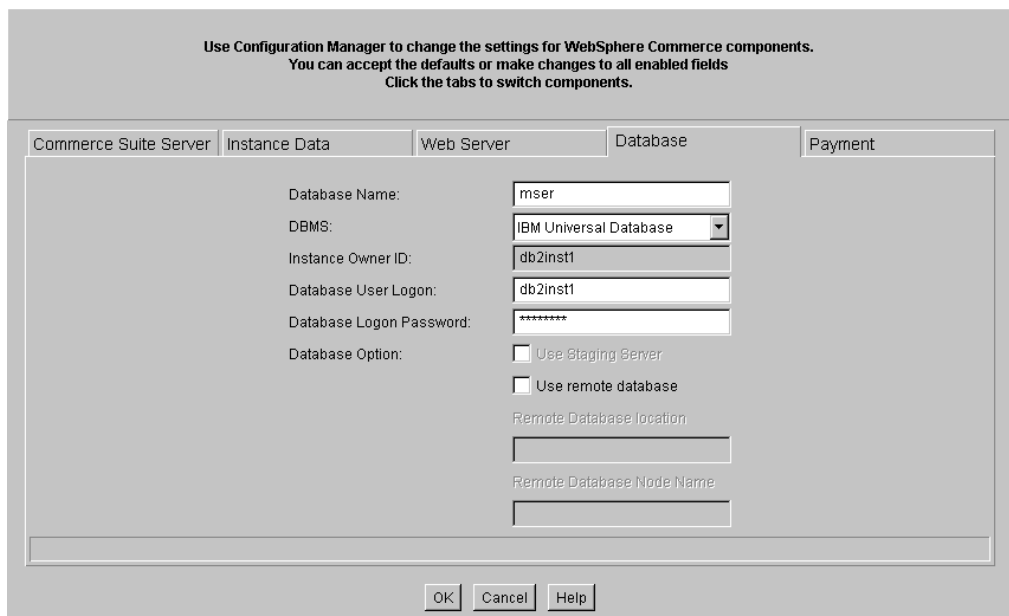 Use Configuration Manager to change the settings for WebSphere Commerce components.
You can accept the defaults or make changes to all enabled fields
Click the tabs to switch components.
Commerce Suite Server Instance Data Web Server Database Payment
Database Name: mser
DBMS: IBM Universal Database
Instance Owner ID: db2inst1
Database User Logon: db2inst1
Database Logon Password: ********
Database Option: Use Staging Server
Use remote database
Remote Database location
Remote Database Node Name
OK Cancel Help